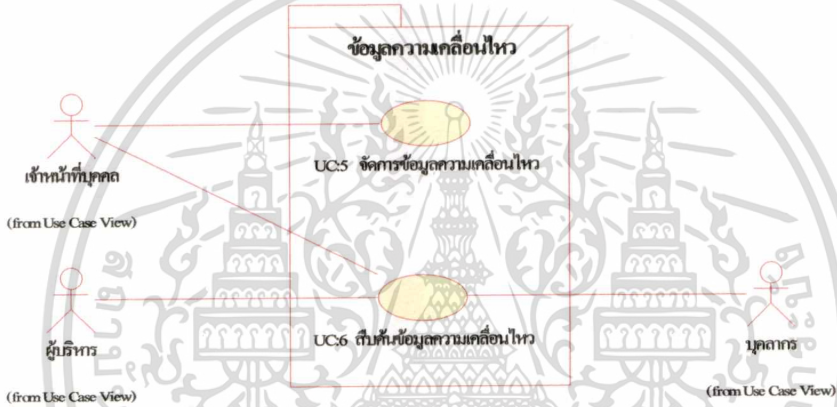 ข้อมูลความเคลื่อนไหว
UC:5 จัดการข้อมูลความเคลื่อนไหว
เจ้าหน้าที่บุคคล
(from Use Case View)
UC:6 สืบค้นข้อมูลความเคลื่อนไหว
ผู้บริหาร
บุคลากร
(from Use Case View)
(from Use Case View)